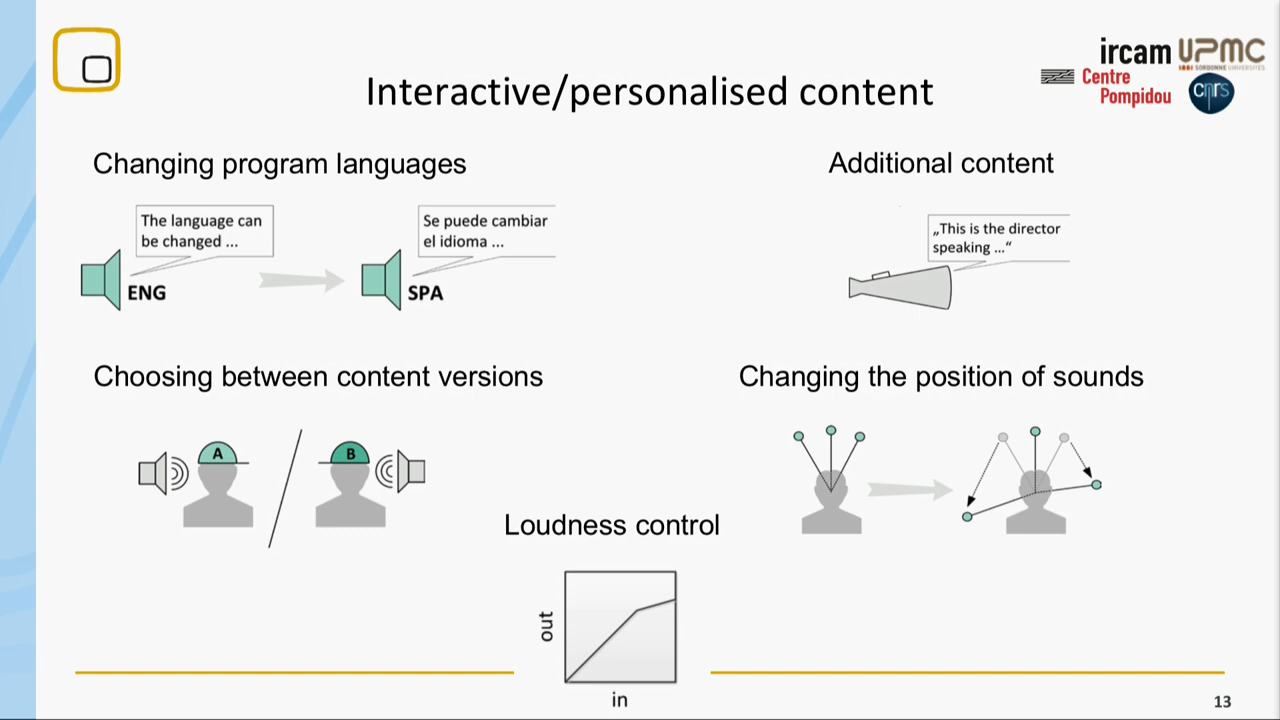 ircam UPMC
SORBONNE UNIVERSITÉS
Centre
Pompidou
cnrs
Interactive/personalised content
Changing program languages
Additional content
The language can
be changed ...
ENG
Se puede cambiar
el idioma ...
SPA
„This is the director
speaking ...“
Choosing between content versions
Changing the position of sounds
A
B
Loudness control
out
in
13